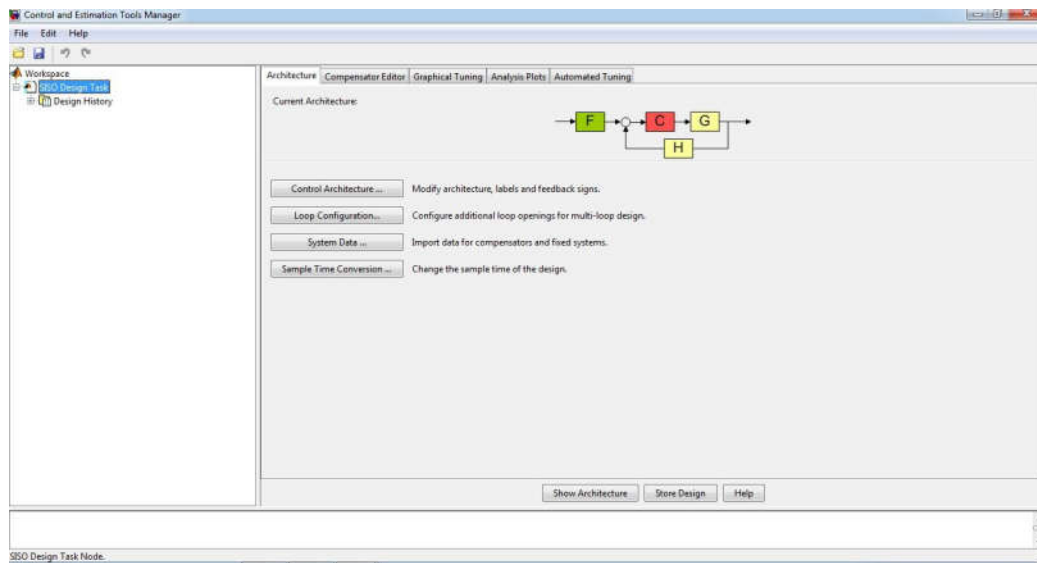 Control and Estimation Tools Manager
File Edit Help
Workspace
SISO Design Task
Design History
Architecture Compensator Editor Graphical Tuning Analysis Plots Automated Tuning
Current Architecture:
F C G
H
Control Architecture ... Modify architecture, labels and feedback signs.
Loop Configuration... Configure additional loop openings for multi-loop design.
System Data ... Import data for compensators and fixed systems.
Sample Time Conversion ... Change the sample time of the design.
Show Architecture Store Design Help
SISO Design Task Node.